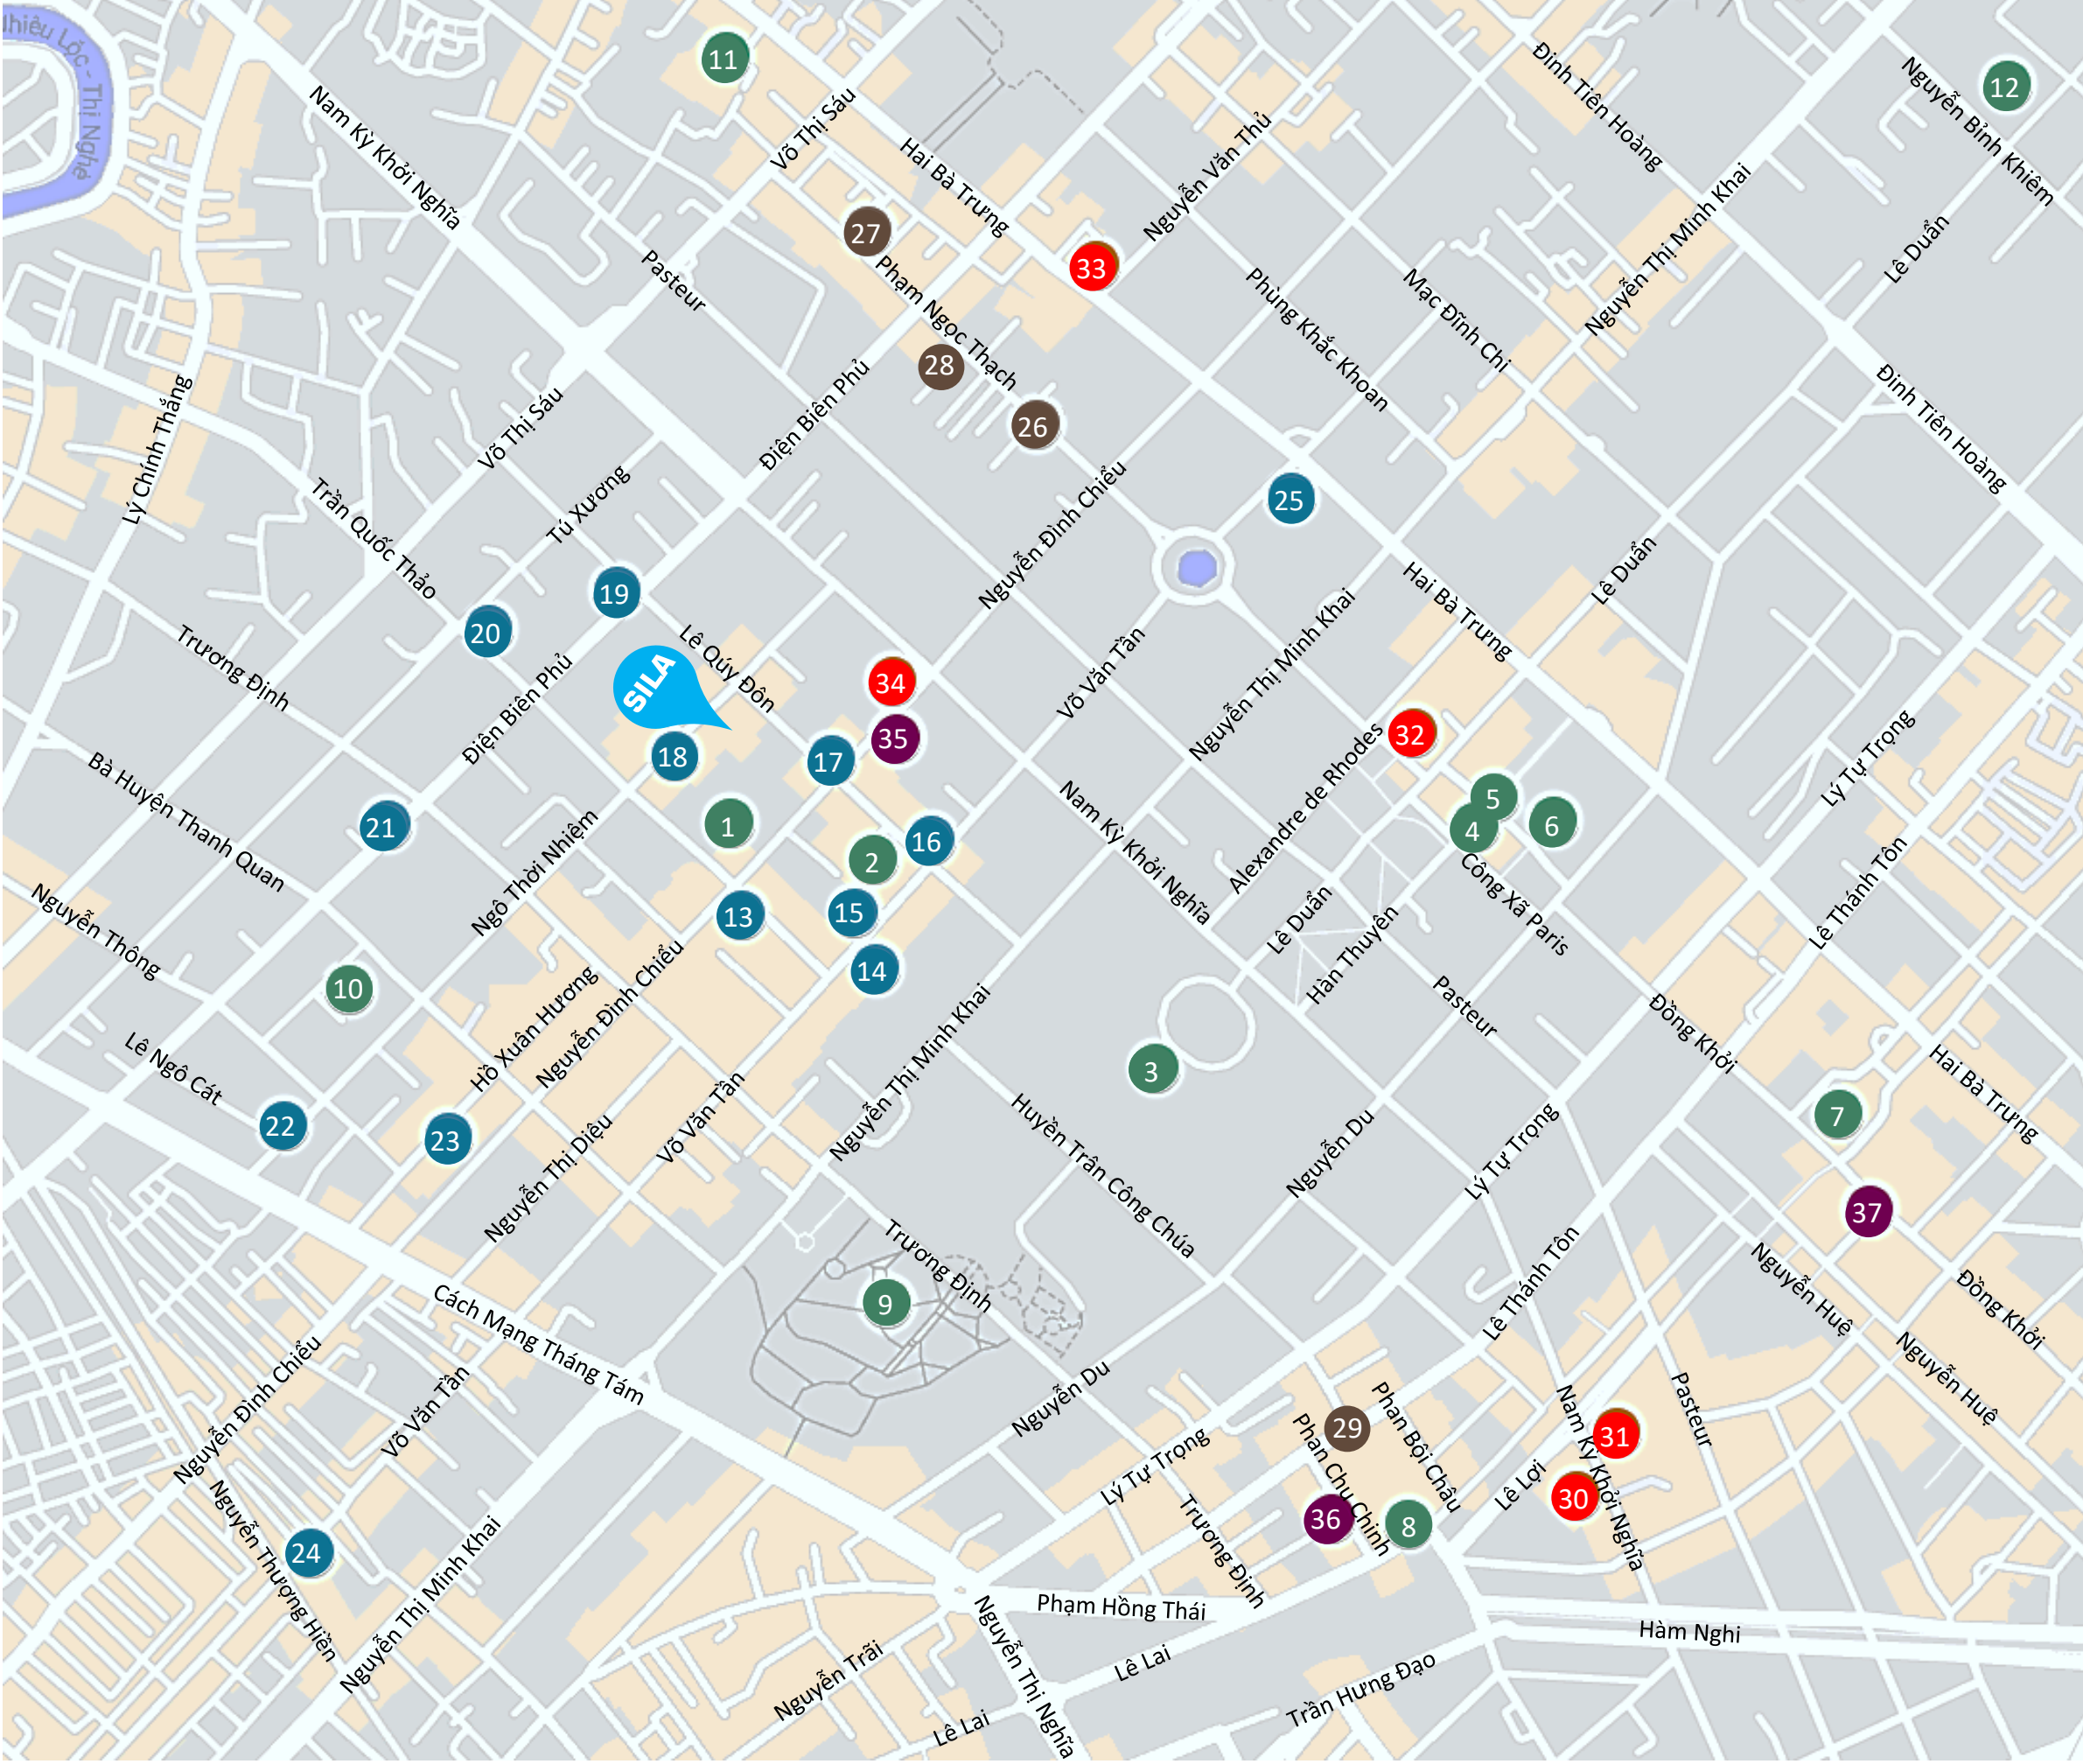 Nhiêu Lộc - Thị Nghè
11
12
Đinh Tiên Hoàng
Nguyễn Bỉnh Khiêm
Nam Kỳ Khởi Nghĩa
Võ Thị Sáu
Hai Bà Trưng
Nguyễn Văn Thủ
Nguyễn Thị Minh Khai
Lê Duẩn
27
33
Pasteur
Phạm Ngọc Thạch
Phùng Khắc Khoan
Mạc Đĩnh Chi
28
Điện Biên Phủ
Đinh Tiên Hoàng
Lý Chính Thắng
Võ Thị Sáu
26
Trần Quốc Thảo
Tú Xương
Nguyễn Đình Chiểu
25
19
20
Hai Bà Trưng
Lê Duẩn
Trương Định
Lê Qúy Đôn
SILA
34
Võ Văn Tần
Nguyễn Thị Minh Khai
Điện Biên Phủ
35
32
18
17
Lý Tự Trọng
Bà Huyện Thanh Quan
21
1
Nam Kỳ Khởi Nghĩa
Alexandre de Rhodes
5
4
6
16
2
Ngô Thời Nhiệm
Công Xã Paris
Lê Thánh Tôn
Nguyễn Thông
13
15
14
Lê Duẩn
Hàn Thuyên
10
Hồ Xuân Hương
Nguyễn Đình Chiểu
Pasteur
Đồng Khởi
Lê Ngô Cát
Nguyễn Thị Minh Khai
3
Hai Bà Trưng
22
23
Nguyễn Thị Diệu
Võ Văn Tần
Huyền Trân Công Chúa
Nguyễn Du
Lý Tự Trọng
7
37
Trương Định
9
Lê Thánh Tôn
Nguyễn Huệ
Đồng Khởi
Cách Mạng Tháng Tám
Nguyễn Đình Chiểu
Võ Văn Tần
Nguyễn Du
Nguyễn Huệ
Pasteur
Phan Bội Châu
29
Phan Chu Chinh
Nam Kỳ Khởi Nghĩa
31
Lý Tự Trọng
Lê Lợi
30
36
8
Nguyễn Thượng Hiền
24
Nguyễn Thị Minh Khai
Trương Định
Phạm Hồng Thái
Hàm Nghi
Nguyễn Trãi
Nguyễn Thị Nghĩa
Lê Lai
Trần Hưng Đạo
Lê Lai